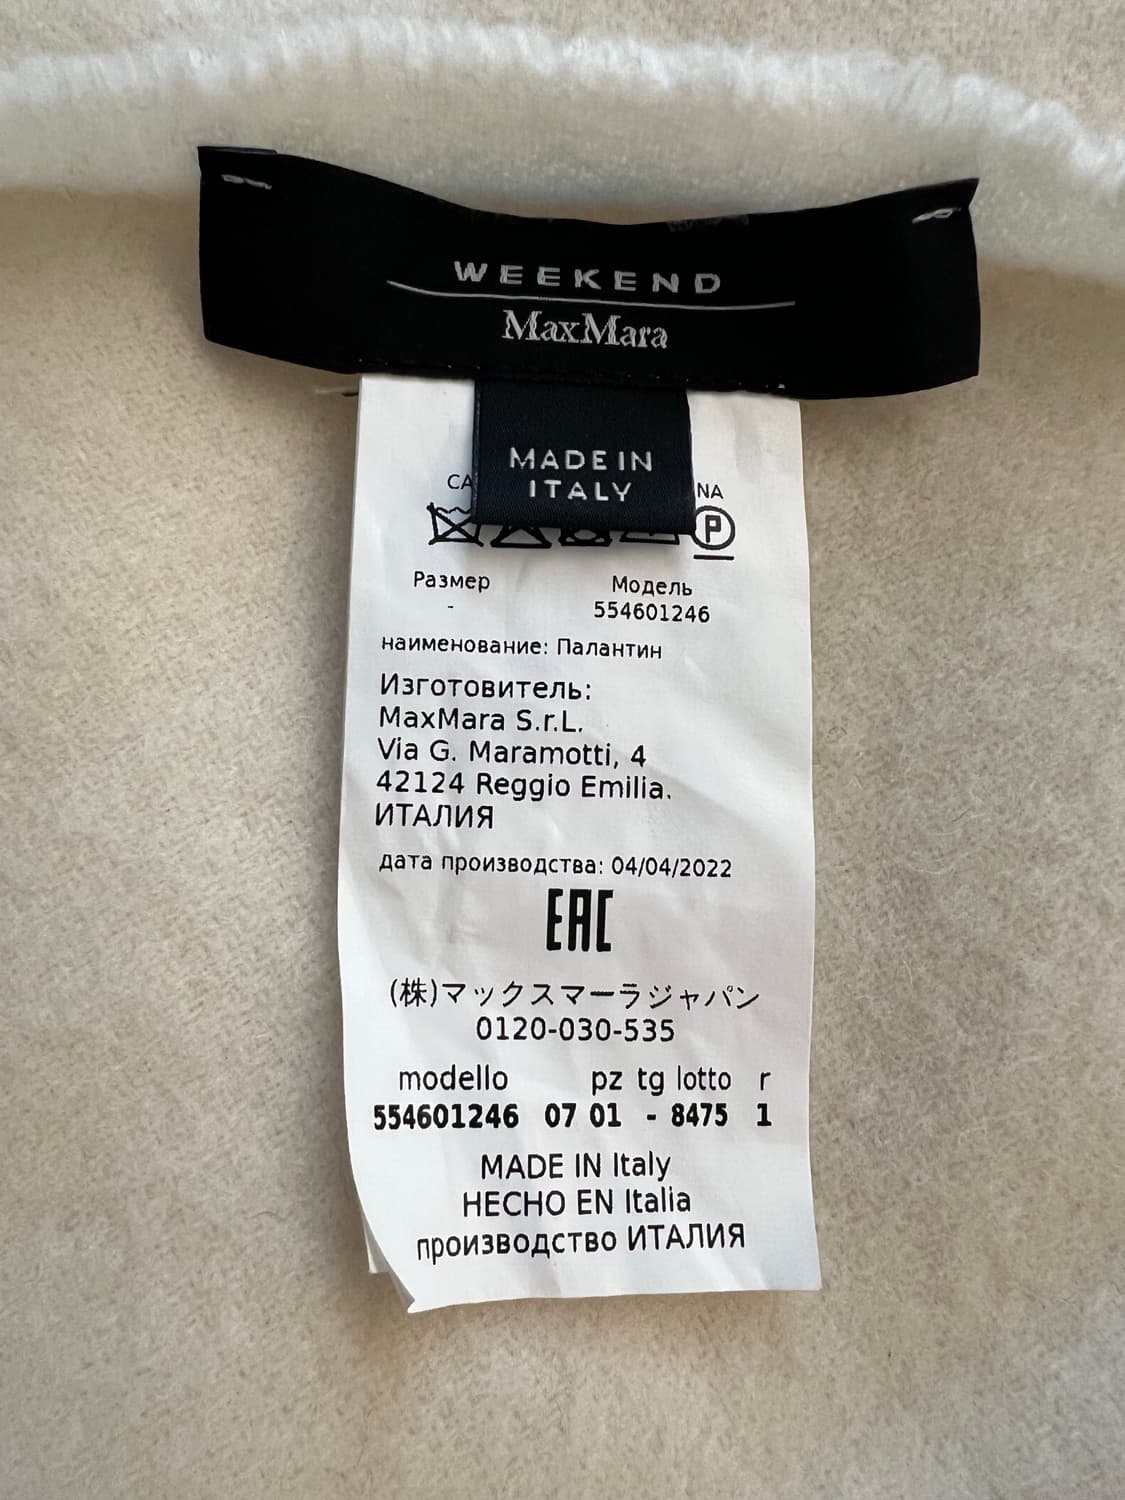 WEEKEND
MaxMara
MADE IN
ITALY
P
Размер Модель
- 554601246
наименование: Палантин
Изготовитель:
MaxMara S.r.L.
Via G. Maramotti, 4
42124 Reggio Emilia.
ИТАЛИЯ
дата производства: 04/04/2022
EAC
(株)マックスマーラジャパン
0120-030-535
modello pz tg lotto r
554601246 07 01 - 8475 1
MADE IN Italy
HECHO EN Italia
производство ИТАЛИЯ